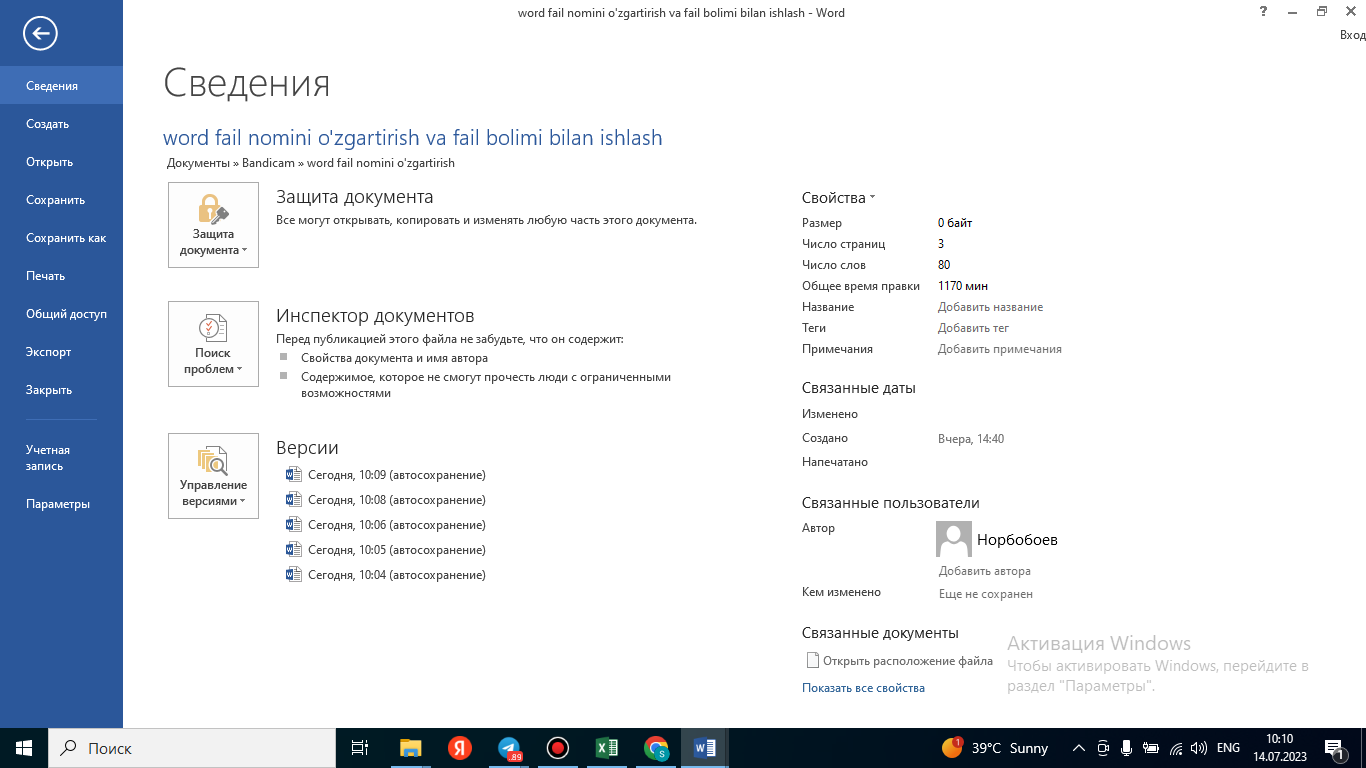 word fail nomini o'zgartirish va fail bolimi bilan ishlash - Word
?
Вход
Сведения
Создать
Открыть
Сохранить
Сохранить как
Печать
Общий доступ
Экспорт
Закрыть
Учетная
запись
Параметры
Сведения
word fail nomini o'zgartirish va fail bolimi bilan ishlash
Документы » Bandicam » word fail nomini o'zgartirish
Защита
документа
Защита документа
Все могут открывать, копировать и изменять любую часть этого документа.
Поиск
проблем
Инспектор документов
Перед публикацией этого файла не забудьте, что он содержит:
Свойства документа и имя автора
Содержимое, которое не смогут прочесть люди с ограниченными
возможностями
Управление
версиями
Версии
Сегодня, 10:09 (автосохранение)
Сегодня, 10:08 (автосохранение)
Сегодня, 10:06 (автосохранение)
Сегодня, 10:05 (автосохранение)
Сегодня, 10:04 (автосохранение)
Свойства
Размер 0 байт
Число страниц 3
Число слов 80
Общее время правки 1170 мин
Название Добавить название
Теги Добавить тег
Примечания Добавить примечания
Связанные даты
Изменено
Создано Вчера, 14:40
Напечатано
Связанные пользователи
Автор Норбобоев
Добавить автора
Кем изменено Еще не сохранен
Связанные документы
Открыть расположение файла
Показать все свойства
Активация Windows
Чтобы активировать Windows, перейдите в
раздел "Параметры".
Поиск
Я
.89
S
1
39°C Sunny
ENG
10:10
14.07.2023
1